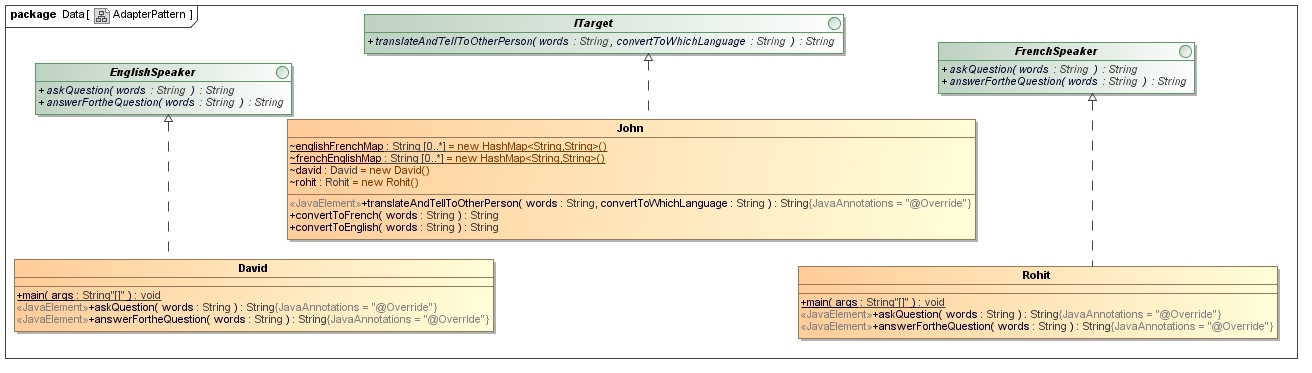 package Data [ AdapterPattern ]
ITarget
+translateAndTellToOtherPerson( words : String, convertToWhichLanguage : String ) : String
FrenchSpeaker
+askQuestion( words : String ) : String
+answerFortheQuestion( words : String ) : String
EnglishSpeaker
+askQuestion( words : String ) : String
+answerFortheQuestion( words : String ) : String
John
~englishFrenchMap : String [0..*] = new HashMap<String,String>()
~frenchEnglishMap : String [0..*] = new HashMap<String,String>()
~david : David = new David()
~rohit : Rohit = new Rohit()
«JavaElement»+translateAndTellToOtherPerson( words : String, convertToWhichLanguage : String ) : String{JavaAnnotations = "@Override"}
+convertToFrench( words : String ) : String
+convertToEnglish( words : String ) : String
David
+main( args : String"[]" ) : void
«JavaElement»+askQuestion( words : String ) : String{JavaAnnotations = "@Override"}
«JavaElement»+answerFortheQuestion( words : String ) : String{JavaAnnotations = "@Override"}
Rohit
+main( args : String"[]" ) : void
«JavaElement»+askQuestion( words : String ) : String{JavaAnnotations = "@Override"}
«JavaElement»+answerFortheQuestion( words : String ) : String{JavaAnnotations = "@Override"}